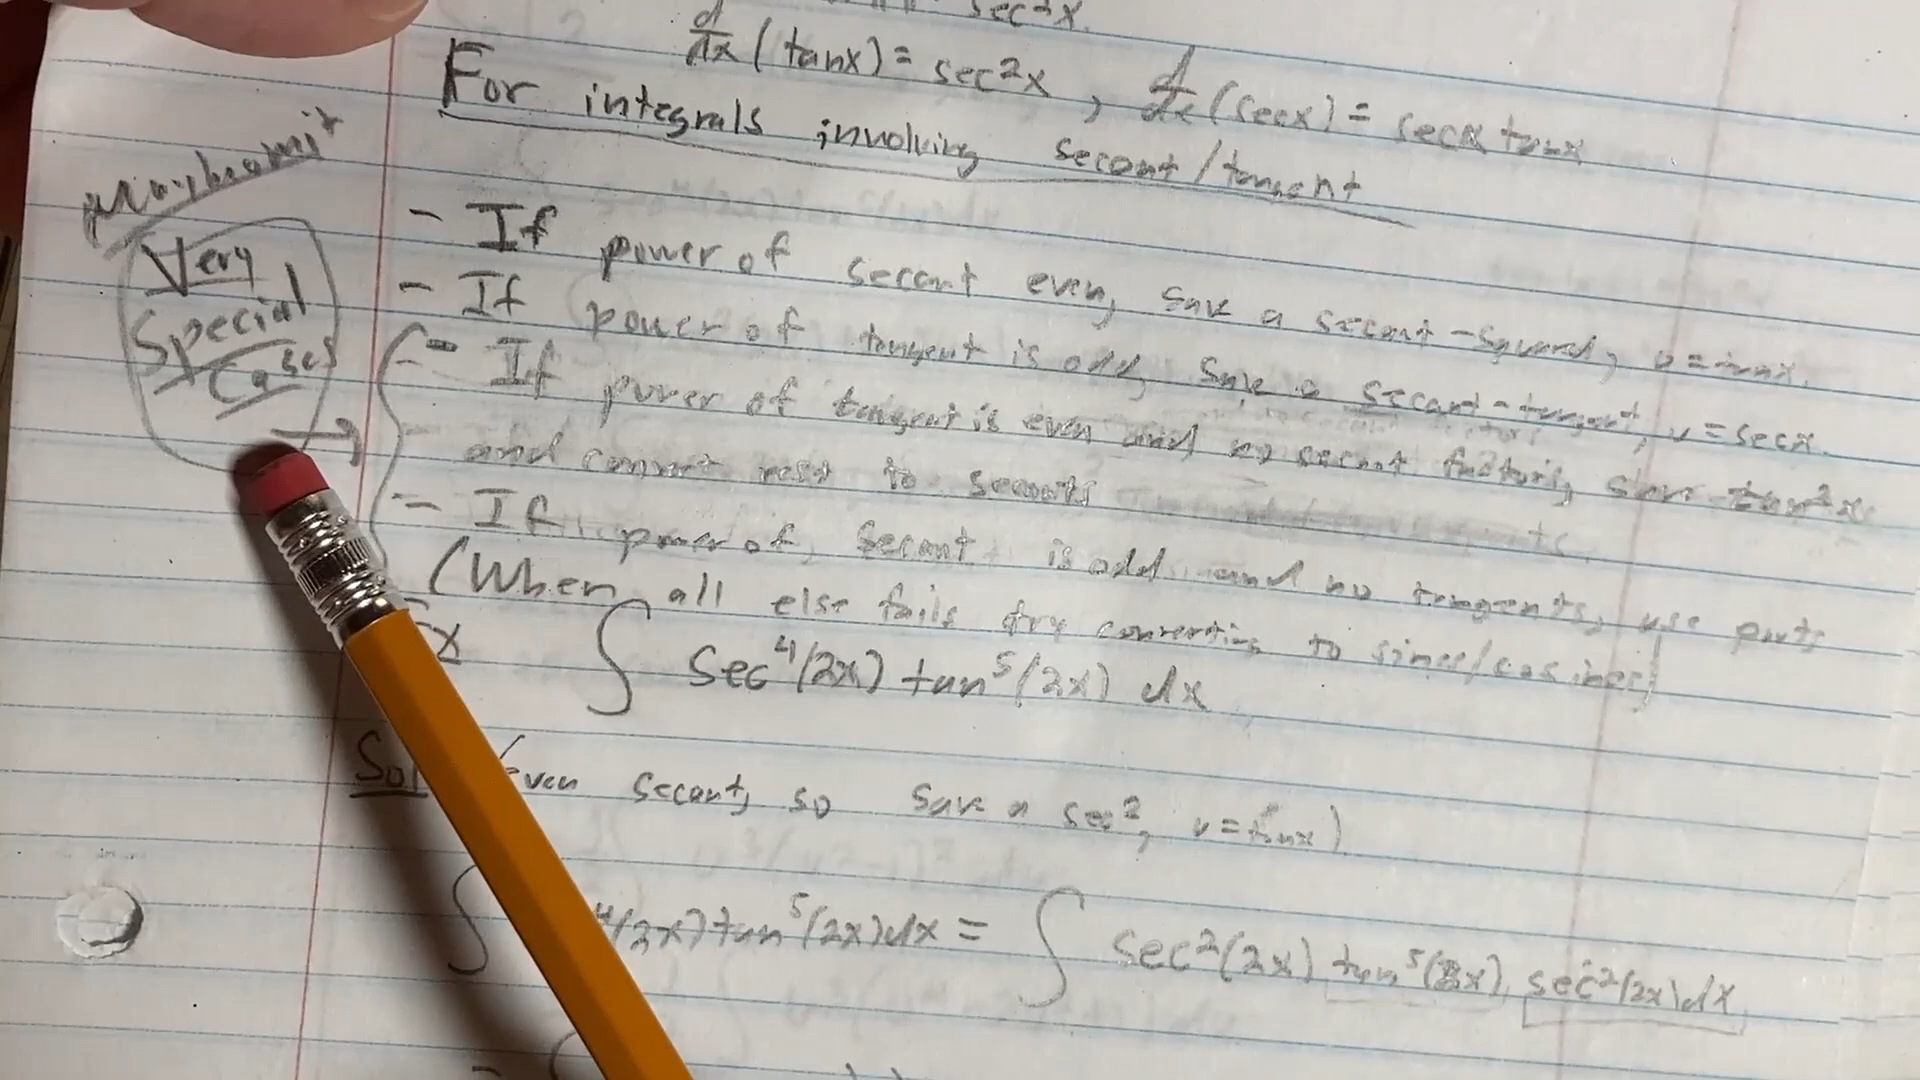 sec²x.
d/dx (tanx) = sec²x , d/dx (secx) = secx tanx
For integrals involving secant/tangent
Maybe omit
Very
Special
Cases
- If power of secant even, save a secant-squared, u=tanx.
- If power of tangent is odd, save a secant-tangent, u=secx.
- If power of tangent is even and no secant factors, save tan²x
and convert rest to secants
- If power of secant is odd and no tangents, use parts
(When all else fails try converting to sines/cosines)
Ex ∫ sec⁴(2x) tan⁵(2x) dx
Sol (Even secant, so save a sec², u=tanx)
∫ ⁴(2x) tan⁵(2x) dx = ∫ sec²(2x) tan⁵(2x) sec²(2x) dx